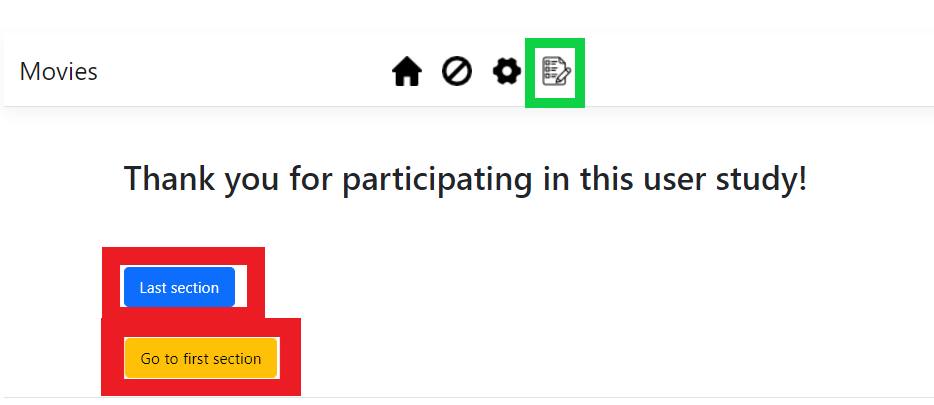 Movies
Thank you for participating in this user study!
Last section
Go to first section